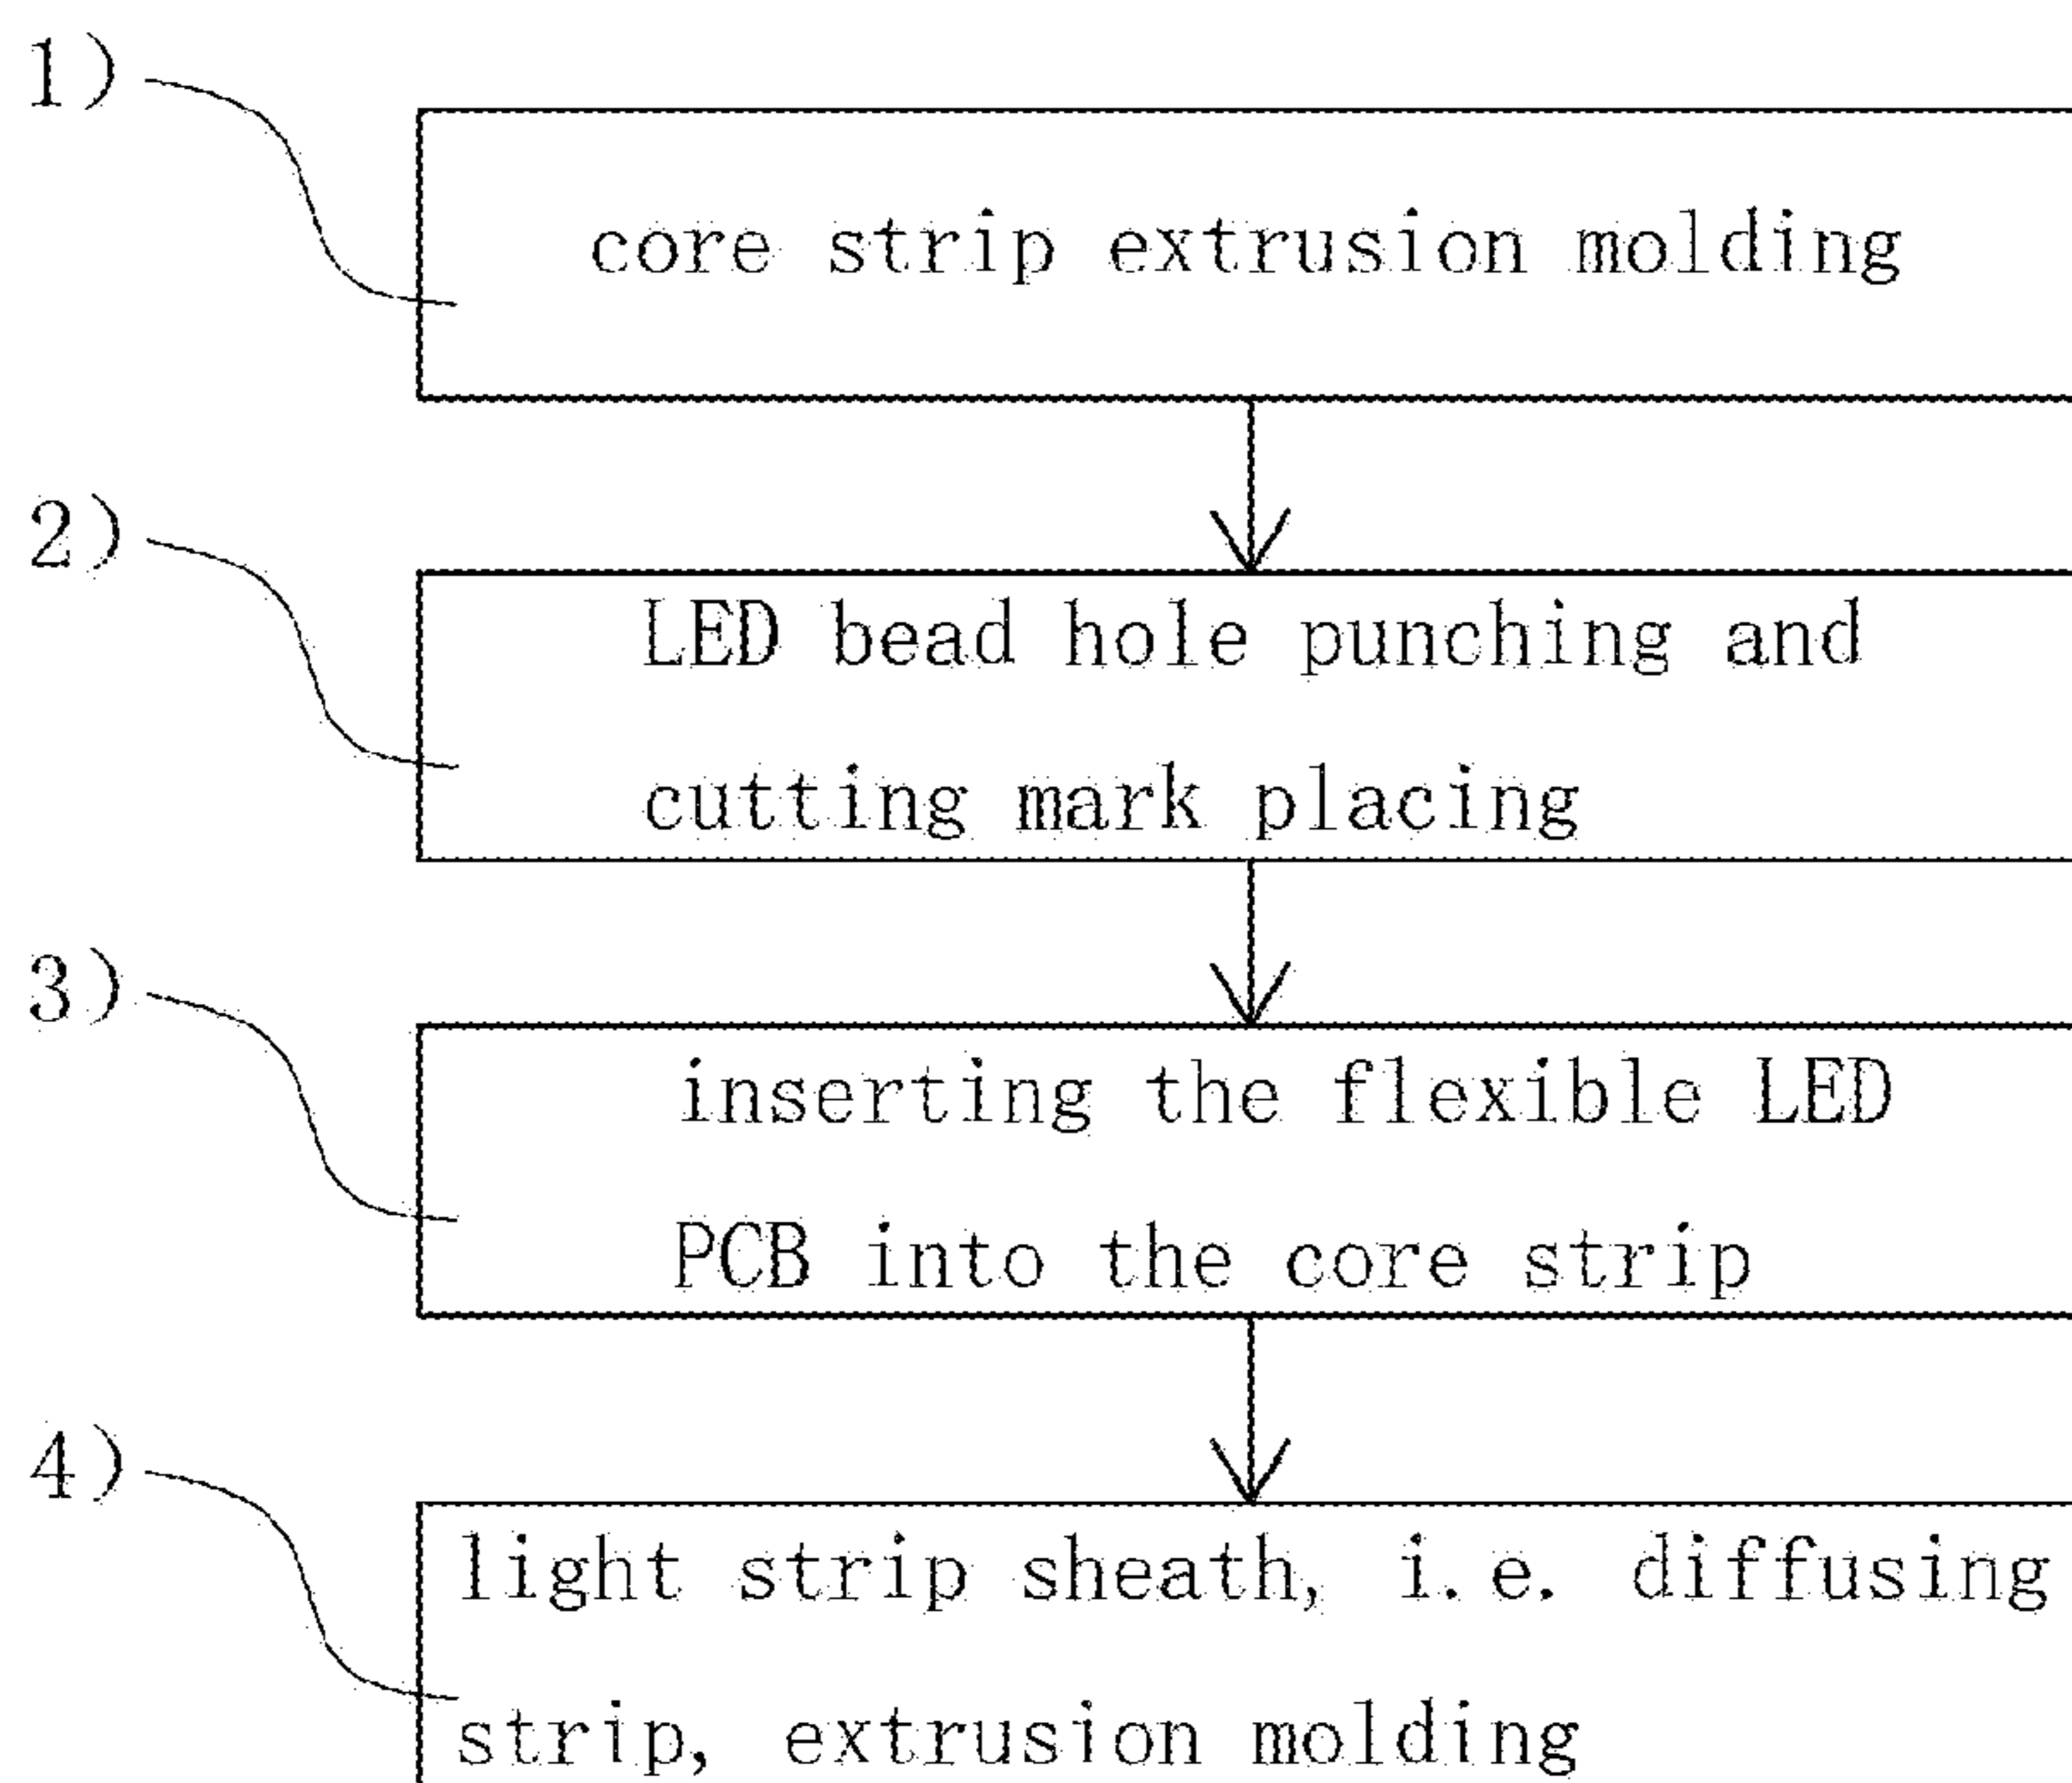 1)
core strip extrusion molding
2)
LED bead hole punching and
cutting mark placing
3)
inserting the flexible LED
PCB into the core strip
4)
light strip sheath, i.e. diffusing
strip, extrusion molding